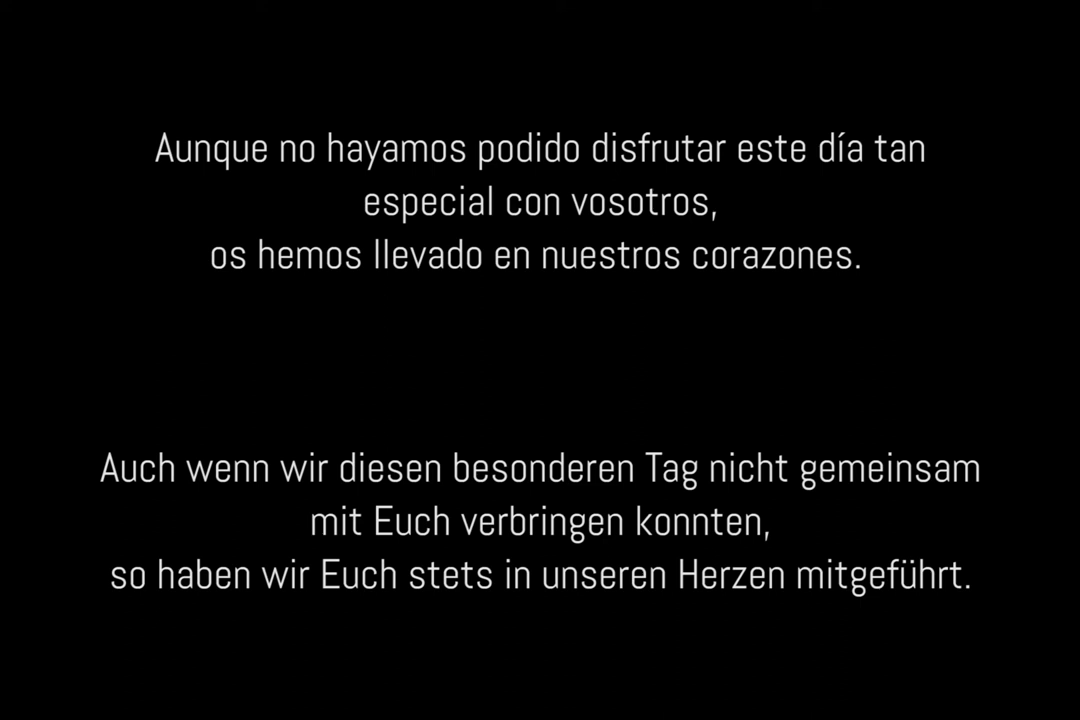 Aunque no hayamos podido disfrutar este día tan
especial con vosotros,
os hemos llevado en nuestros corazones.
Auch wenn wir diesen besonderen Tag nicht gemeinsam
mit Euch verbringen konnten,
so haben wir Euch stets in unseren Herzen mitgeführt.